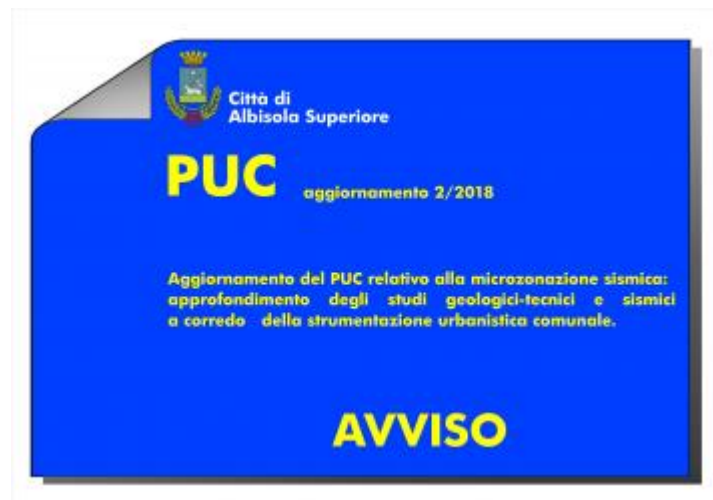 Città di
Albisola Superiore
PUC aggiornamento 2/2018
Aggiornamento del PUC relativo alla microzonazione sismica:
approfondimento degli studi geologici-tecnici e sismici
a corredo della strumentazione urbanistica comunale.
AVVISO